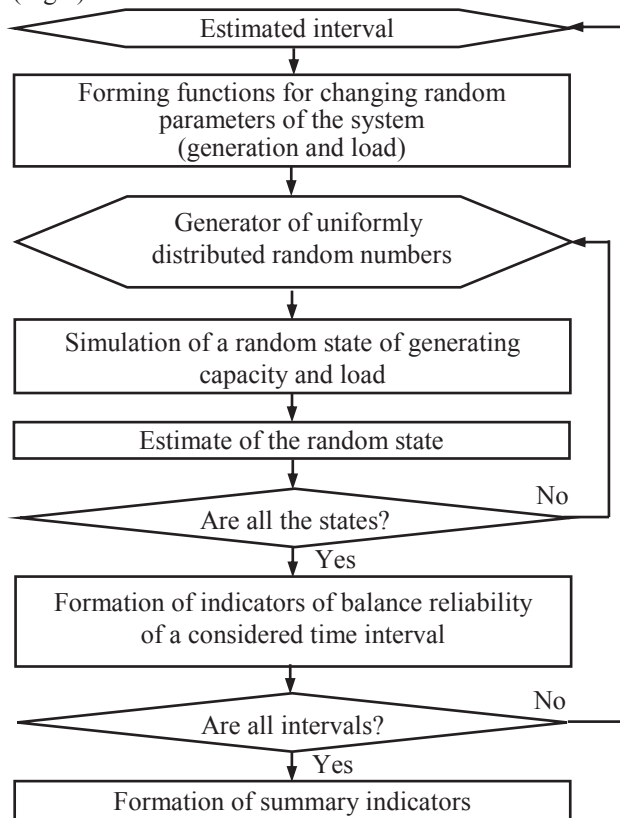 Estimated interval
Forming functions for changing random
parameters of the system
(generation and load)
Generator of uniformly
distributed random numbers
Simulation of a random state of generating
capacity and load
Estimate of the random state
Are all the states?
No
Yes
Formation of indicators of balance reliability
of a considered time interval
Are all intervals?
No
Yes
Formation of summary indicators